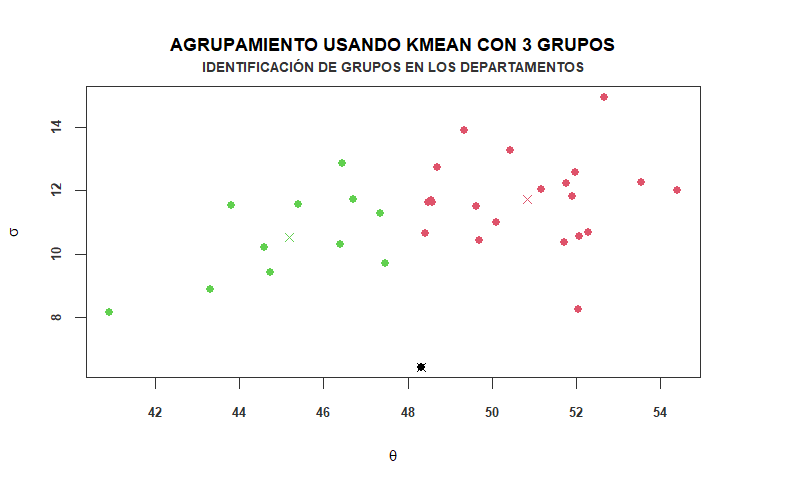 AGRUPAMIENTO USANDO KMEAN CON 3 GRUPOS
IDENTIFICACIÓN DE GRUPOS EN LOS DEPARTAMENTOS
14
12
10
8
σ
42 44 46 48 50 52 54
θ